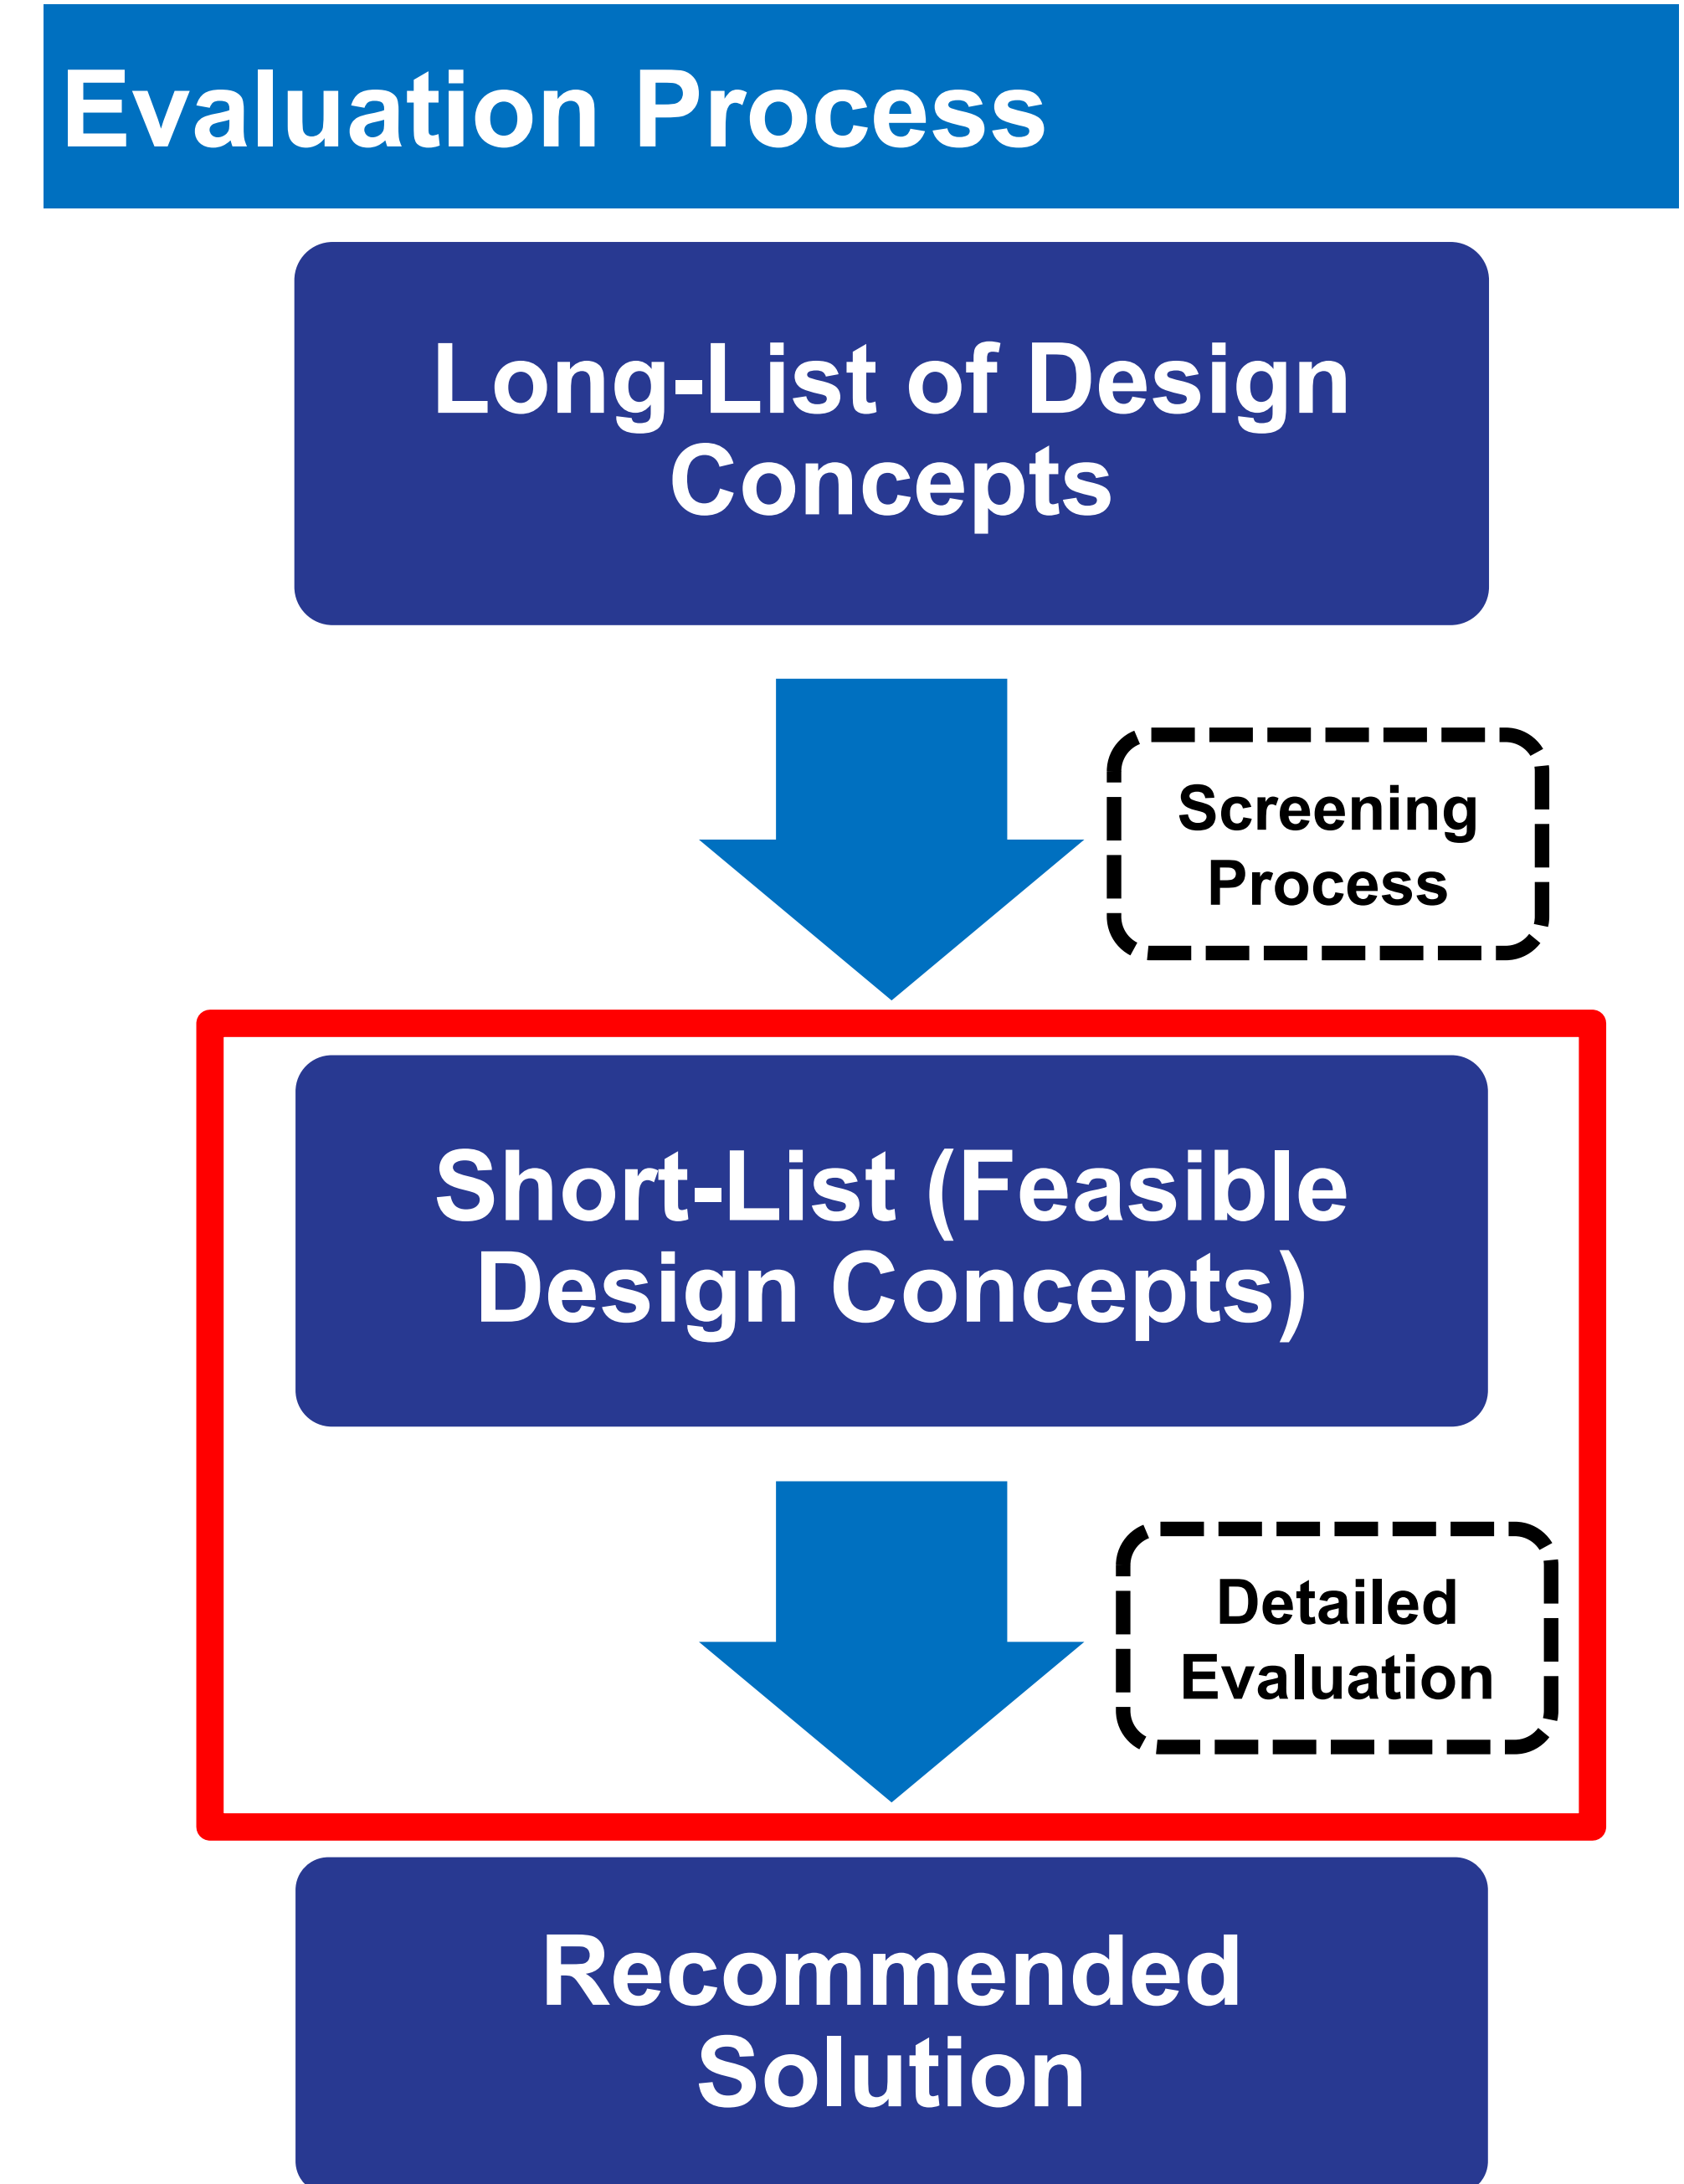 Evaluation Process
Long-List of Design
Concepts
Screening
Process
Short-List (Feasible
Design Concepts)
Detailed
Evaluation
Recommended
Solution